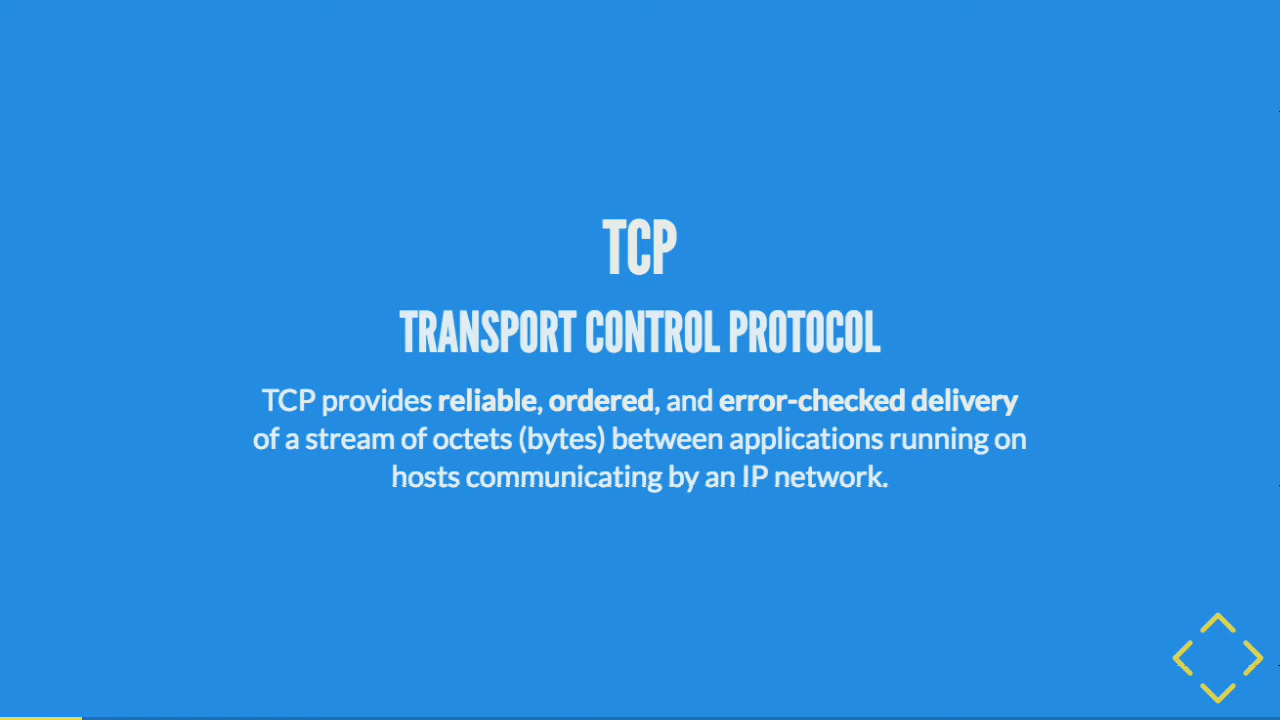 TCP
TRANSPORT CONTROL PROTOCOL
TCP provides reliable, ordered, and error-checked delivery
of a stream of octets (bytes) between applications running on
hosts communicating by an IP network.